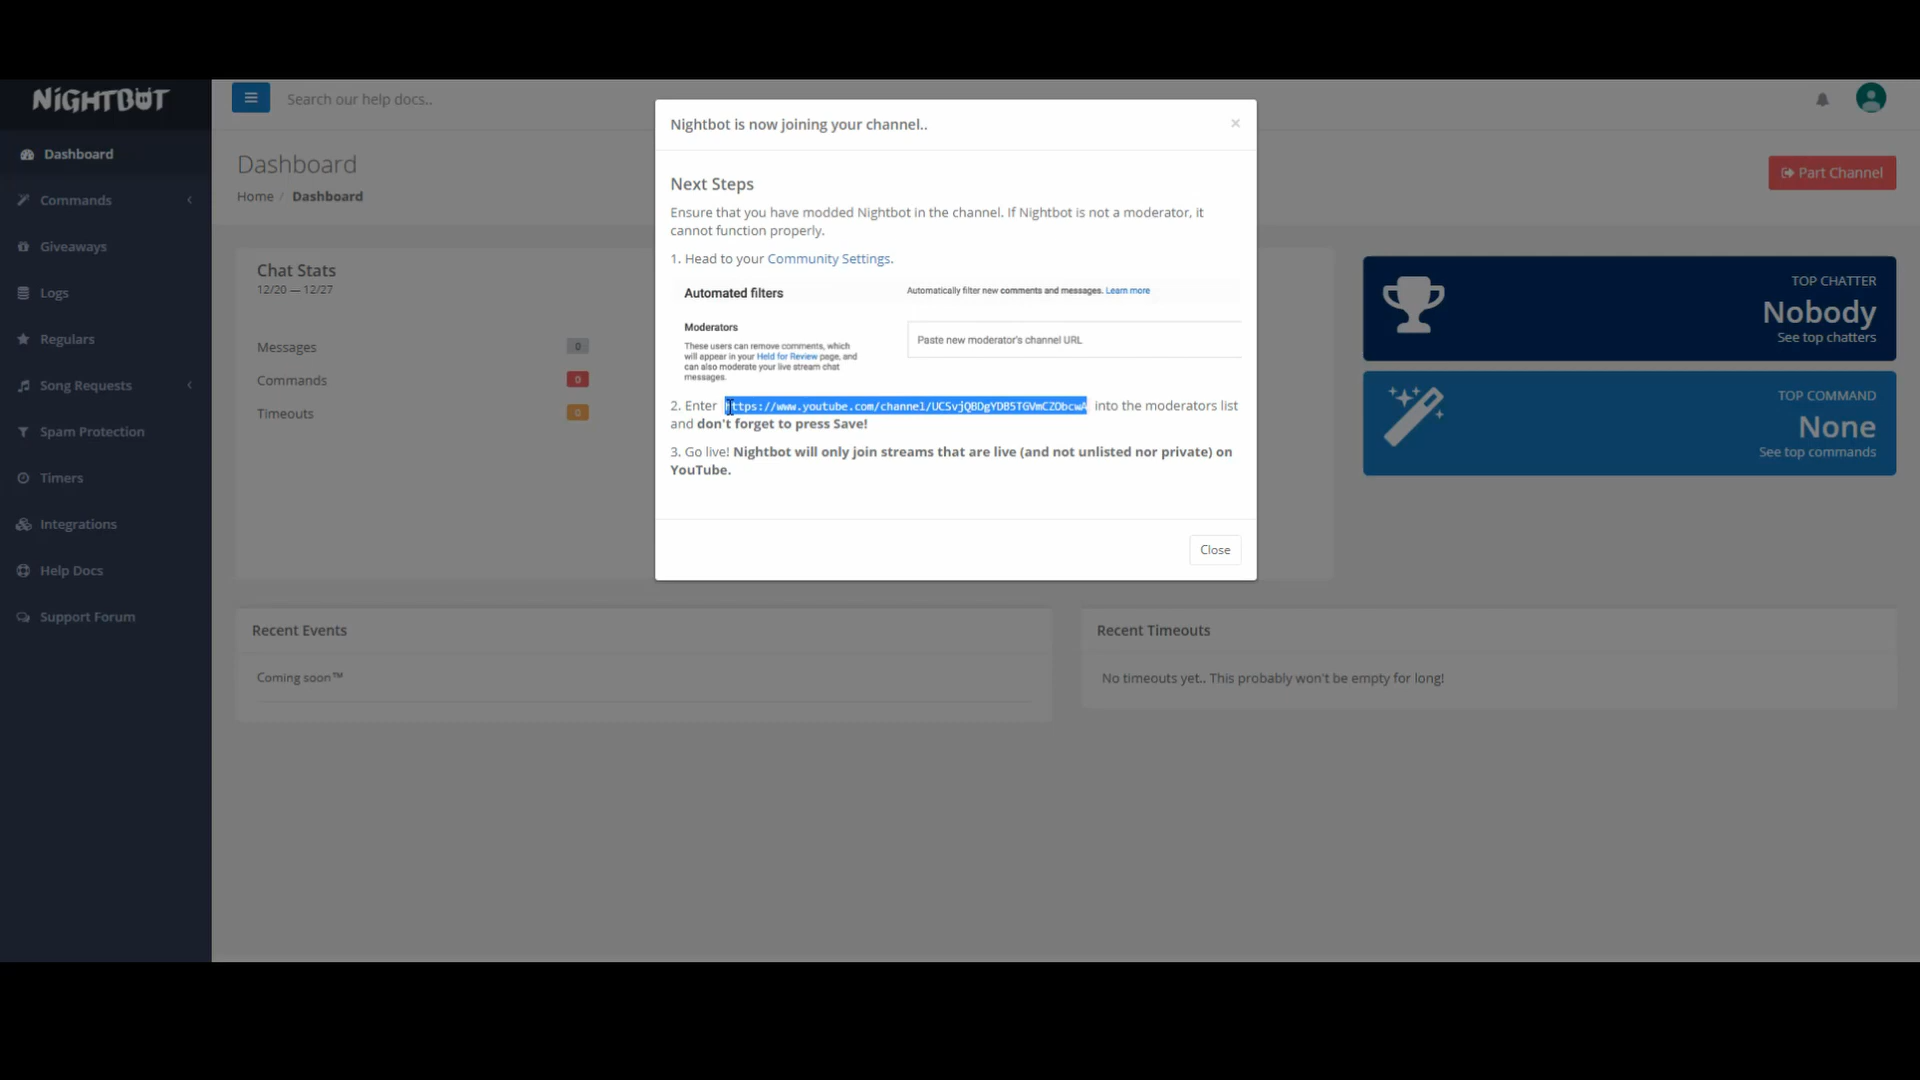 NiGHTBOT
Search our help docs..
Dashboard
Commands
Giveaways
Logs
Regulars
Song Requests
Spam Protection
Timers
Integrations
Help Docs
Support Forum
Dashboard
Home / Dashboard
Part Channel
Chat Stats
12/20 — 12/27
Messages 0
Commands 0
Timeouts 0
Nightbot is now joining your channel..
×
Next Steps
Ensure that you have modded Nightbot in the channel. If Nightbot is not a moderator, it
cannot function properly.
1. Head to your Community Settings.
Automated filters
Automatically filter new comments and messages. Learn more
Moderators
These users can remove comments, which
will appear in your Held for Review page, and
can also moderate your live stream chat
messages.
Paste new moderator's channel URL
2. Enter https://www.youtube.com/channel/UCSvjQBDgYDB5TGVmCZObcwA into the moderators list
and don't forget to press Save!
3. Go live! Nightbot will only join streams that are live (and not unlisted nor private) on
YouTube.
Close
TOP CHATTER
Nobody
See top chatters
TOP COMMAND
None
See top commands
Recent Events
Coming soon™
Recent Timeouts
No timeouts yet.. This probably won't be empty for long!